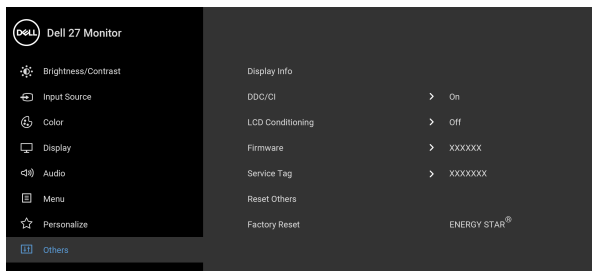 DELL Dell 27 Monitor
Brightness/Contrast Display Info
Input Source DDC/CI > On
Color LCD Conditioning > Off
Display Firmware > XXXXXX
Audio Service Tag > XXXXXXX
Menu Reset Others
Personalize Factory Reset ENERGY STAR®
Others